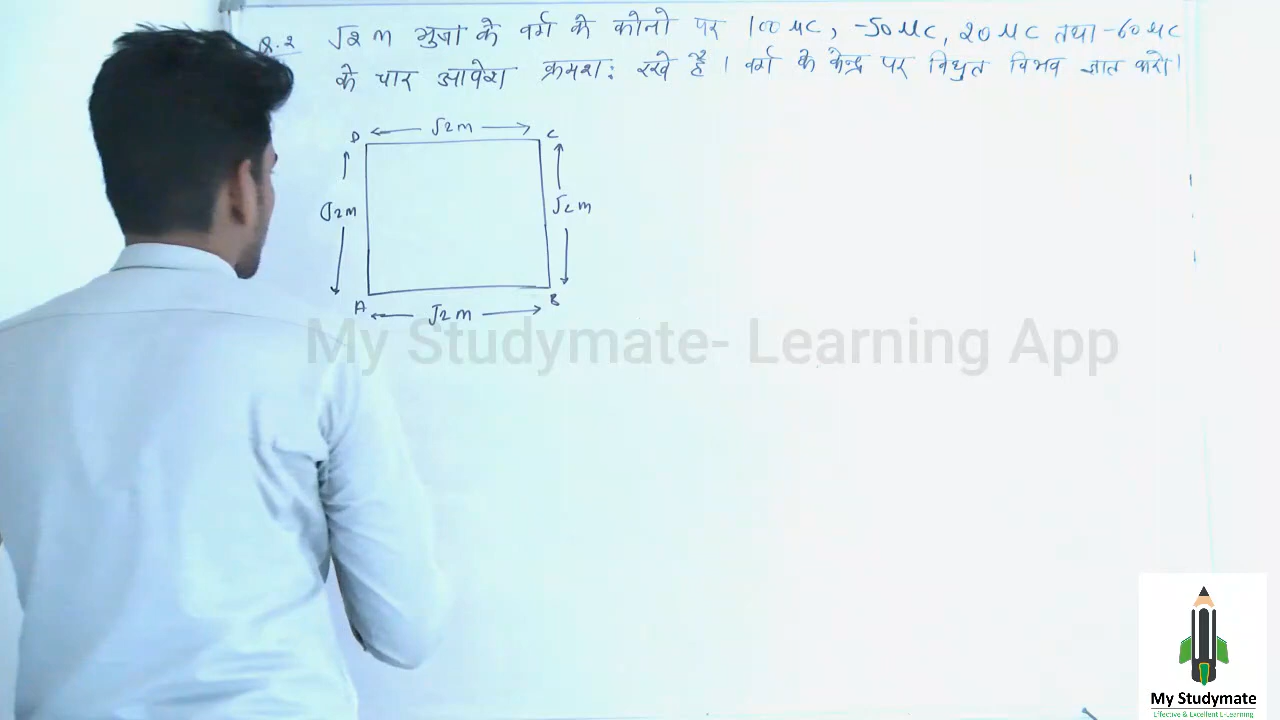 Q.2 √2 m भुजा के वर्ग के कोनो पर 100 μC, -50 μC, 20 μC तथा -60 μC
के चार आवेश क्रमश: रखे है। वर्ग के केन्द्र पर विधुत विभव ज्ञात करो।
D √2 m C
√2 m √2 m
A √2 m B
My Studymate- Learning App
My Studymate
Effective & Excellent E-Learning